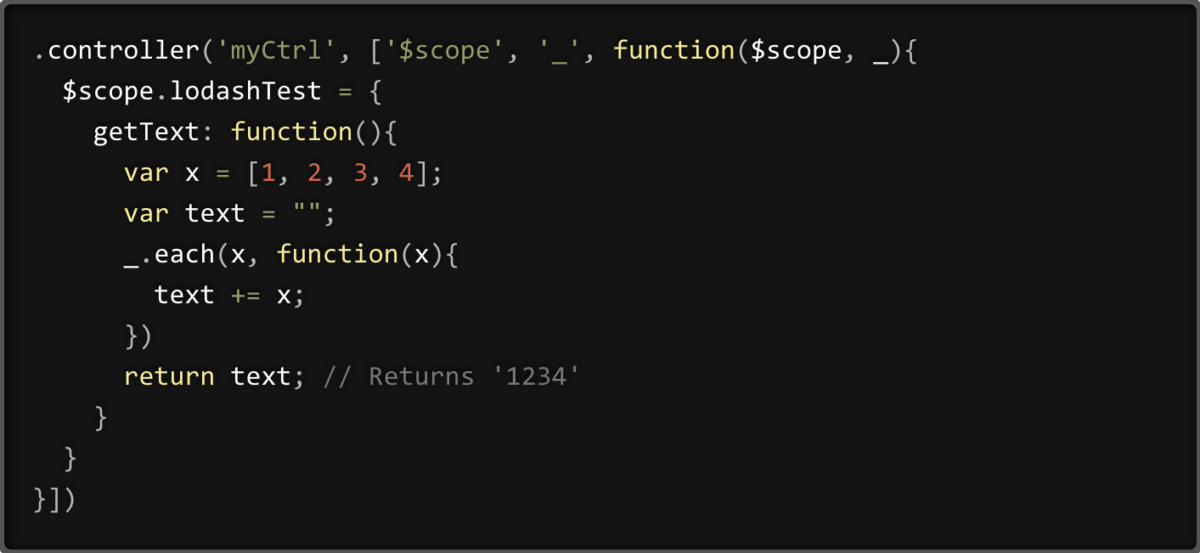 .controller('myCtrl', ['$scope', '_', function($scope, _){
  $scope.lodashTest = {
    getText: function(){
      var x = [1, 2, 3, 4];
      var text = "";
      _.each(x, function(x){
        text += x;
      })
      return text; // Returns '1234'
    }
  }
}])